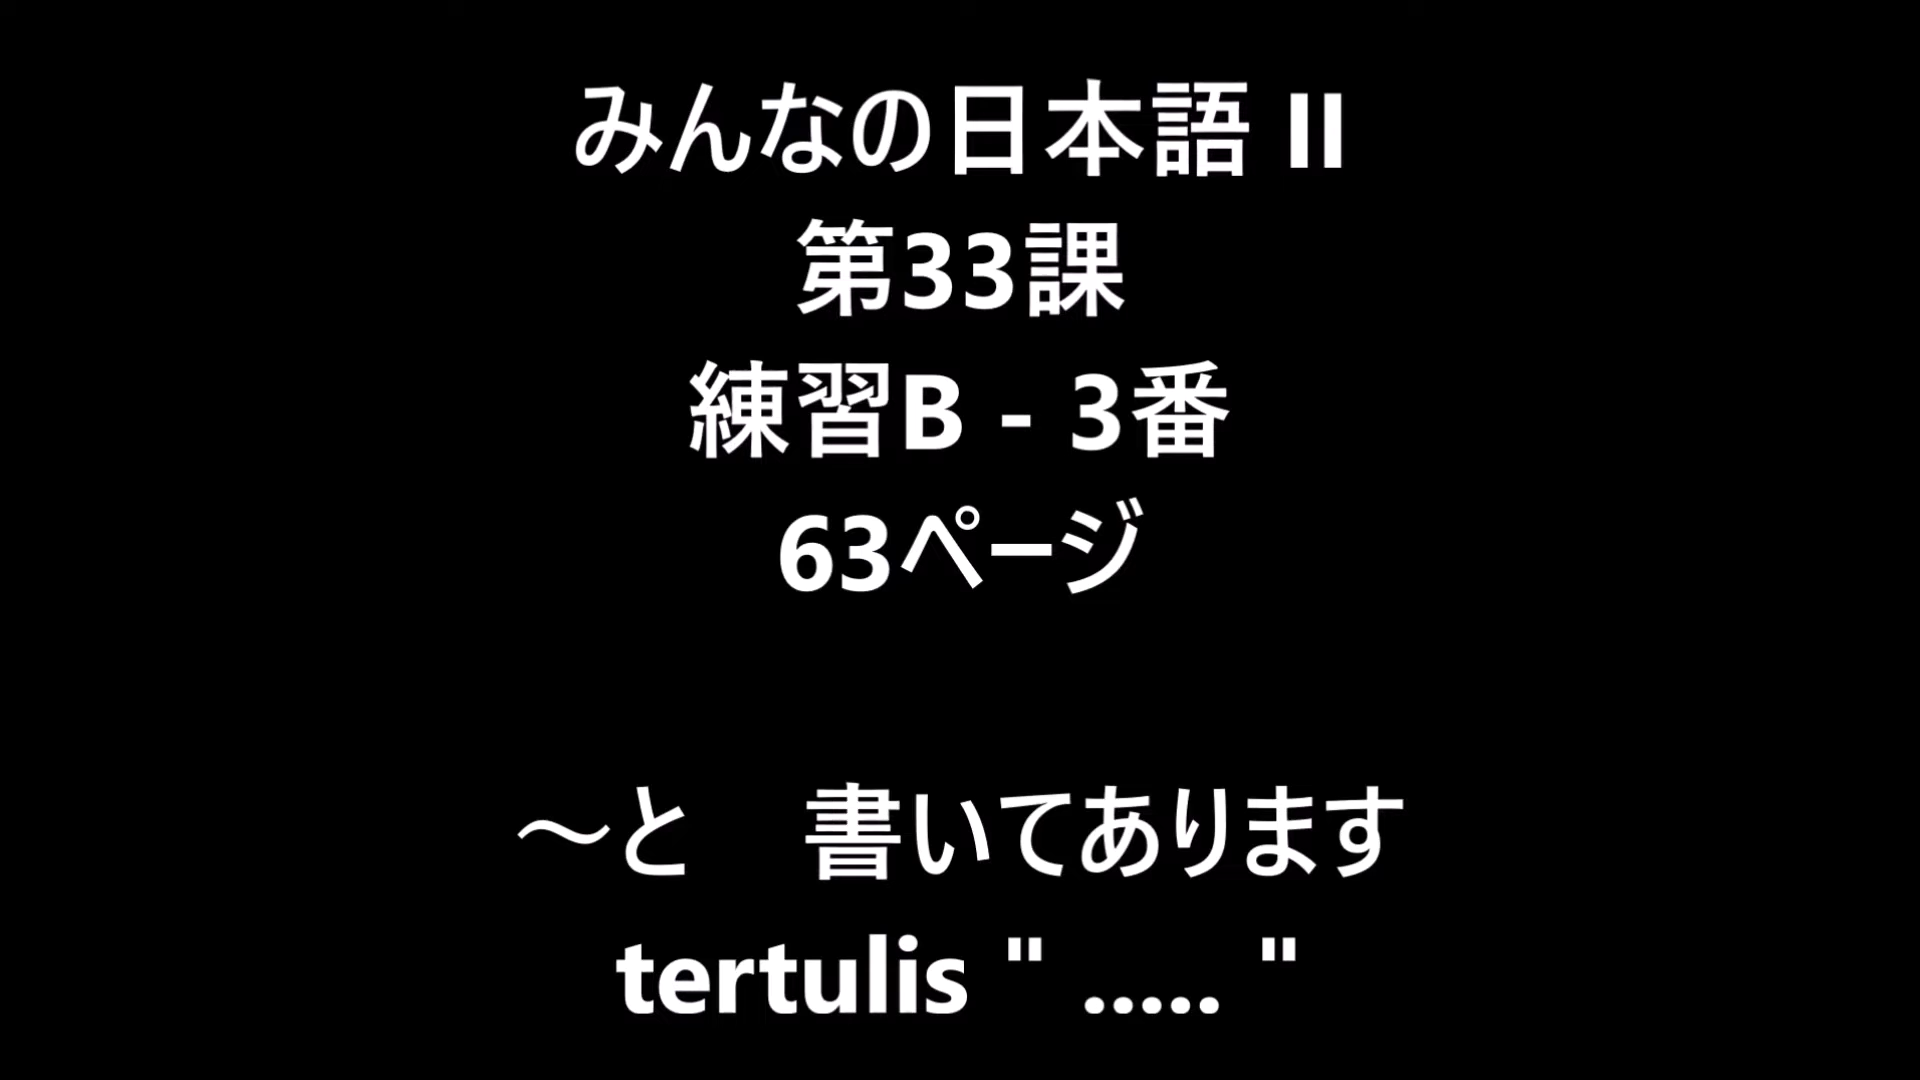 みんなの日本語 II
第33課
練習B - 3番
63ページ
～と　書いてあります
tertulis " ..... "